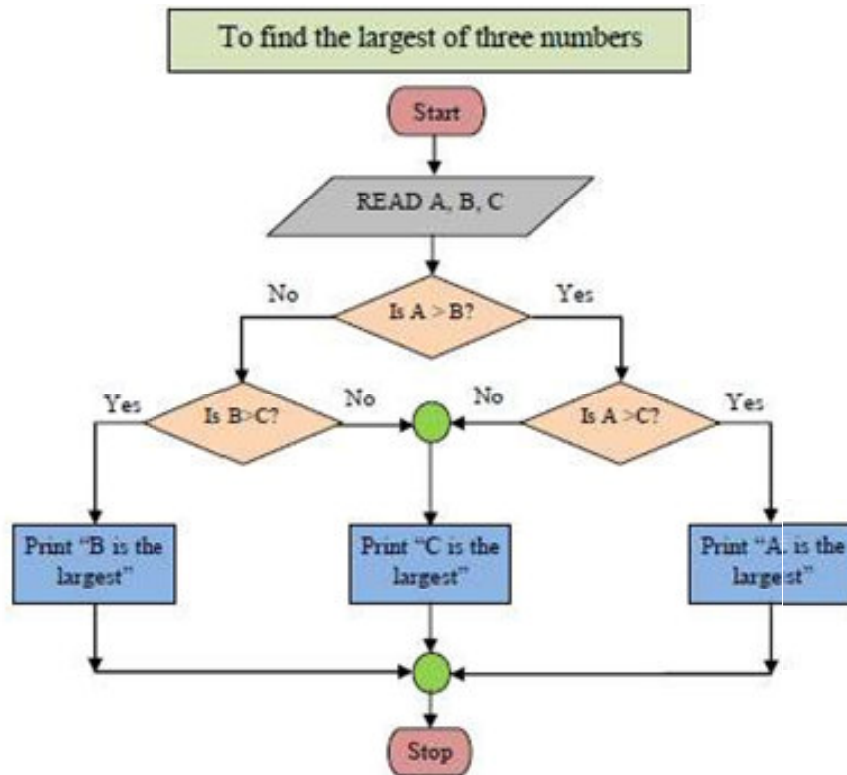 To find the largest of three numbers
Start
READ A, B, C
Is A > B?
No
Yes
Is B>C?
Yes
No
Is A >C?
No
Yes
Print “B is the
largest”
Print “C is the
largest”
Print “A. is the
largest”
Stop